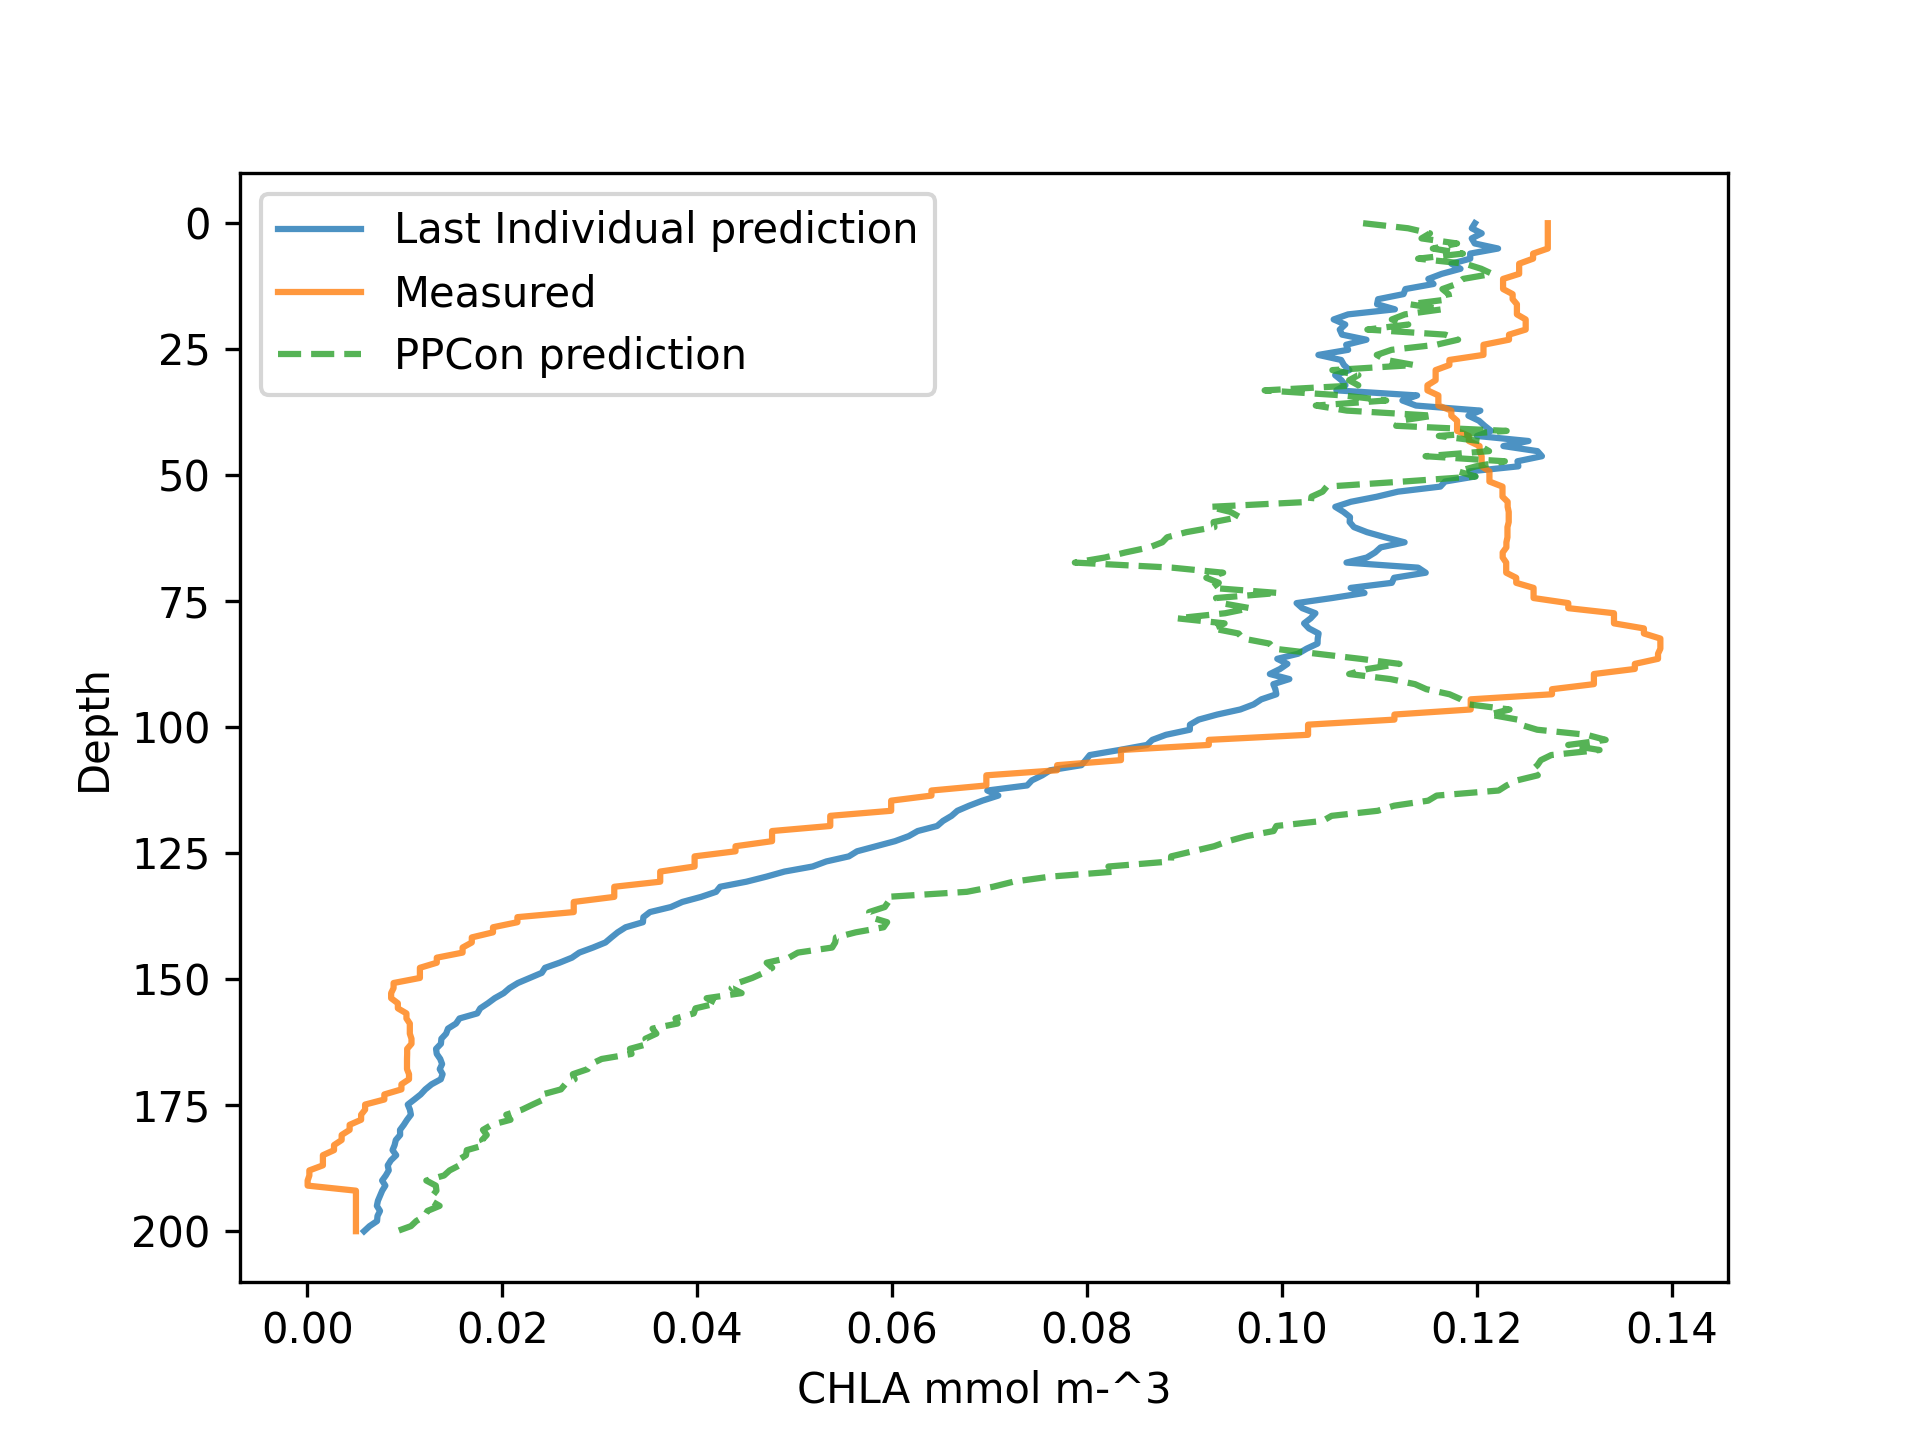 Last Individual prediction
Measured
PPCon prediction
0
25
50
75
100
125
150
175
200
Depth
0.00 0.02 0.04 0.06 0.08 0.10 0.12 0.14
CHLA mmol m-^3